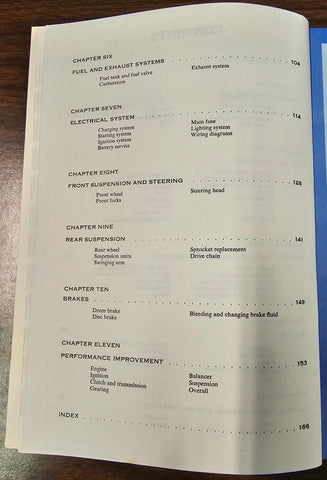 CHAPTER SIX
FUEL AND EXHAUST SYSTEMS . . . . . . . . . . . . . . . . . . . 104
Fuel tank and fuel valve Exhaust system
Carburetors
CHAPTER SEVEN
ELECTRICAL SYSTEM . . . . . . . . . . . . . . . . . . . . . . . 114
Charging system Main fuse
Starting system Lighting system
Ignition system Wiring diagrams
Battery service
CHAPTER EIGHT
FRONT SUSPENSION AND STEERING . . . . . . . . . . . . . . . . . 128
Front wheel Steering head
Front forks
CHAPTER NINE
REAR SUSPENSION . . . . . . . . . . . . . . . . . . . . . . . . 141
Rear wheel Sprocket replacement
Suspension units Drive chain
Swinging arm
CHAPTER TEN
BRAKES . . . . . . . . . . . . . . . . . . . . . . . . . . . . 149
Drum brake Bleeding and changing brake fluid
Disc brake
CHAPTER ELEVEN
PERFORMANCE IMPROVEMENT . . . . . . . . . . . . . . . . . . . . 153
Engine Balancer
Ignition Suspension
Clutch and transmission Overall
Gearing
INDEX . . . . . . . . . . . . . . . . . . . . . . . . . . . . . 166